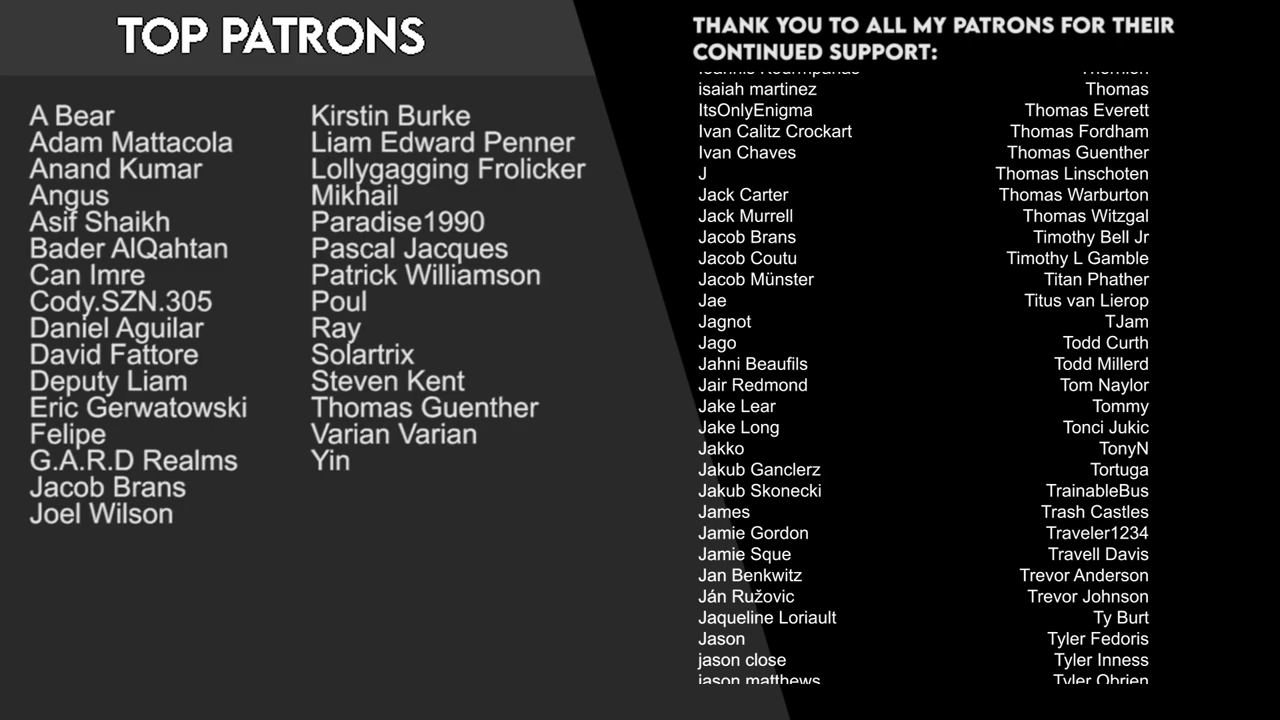 TOP PATRONS
A Bear
Adam Mattacola
Anand Kumar
Angus
Asif Shaikh
Bader AlQahtan
Can Imre
Cody.SZN.305
Daniel Aguilar
David Fattore
Deputy Liam
Eric Gerwatowski
Felipe
G.A.R.D Realms
Jacob Brans
Joel Wilson
Kirstin Burke
Liam Edward Penner
Lollygagging Frolicker
Mikhail
Paradise1990
Pascal Jacques
Patrick Williamson
Poul
Ray
Solartrix
Steven Kent
Thomas Guenther
Varian Varian
Yin
THANK YOU TO ALL MY PATRONS FOR THEIR
CONTINUED SUPPORT:
isaiah martinez
ItsOnlyEnigma
Ivan Calitz Crockart
Ivan Chaves
J
Jack Carter
Jack Murrell
Jacob Brans
Jacob Coutu
Jacob Münster
Jae
Jagnot
Jago
Jahni Beaufils
Jair Redmond
Jake Lear
Jake Long
Jakko
Jakub Ganclerz
Jakub Skonecki
James
Jamie Gordon
Jamie Sque
Jan Benkwitz
Ján Ružovic
Jaqueline Loriault
Jason
jason close
jason matthews
Thomas
Thomas Everett
Thomas Fordham
Thomas Guenther
Thomas Linschoten
Thomas Warburton
Thomas Witzgal
Timothy Bell Jr
Timothy L Gamble
Titan Phather
Titus van Lierop
TJam
Todd Curth
Todd Millerd
Tom Naylor
Tommy
Tonci Jukic
TonyN
Tortuga
TrainableBus
Trash Castles
Traveler1234
Travell Davis
Trevor Anderson
Trevor Johnson
Ty Burt
Tyler Fedoris
Tyler Inness
Tyler Obrien